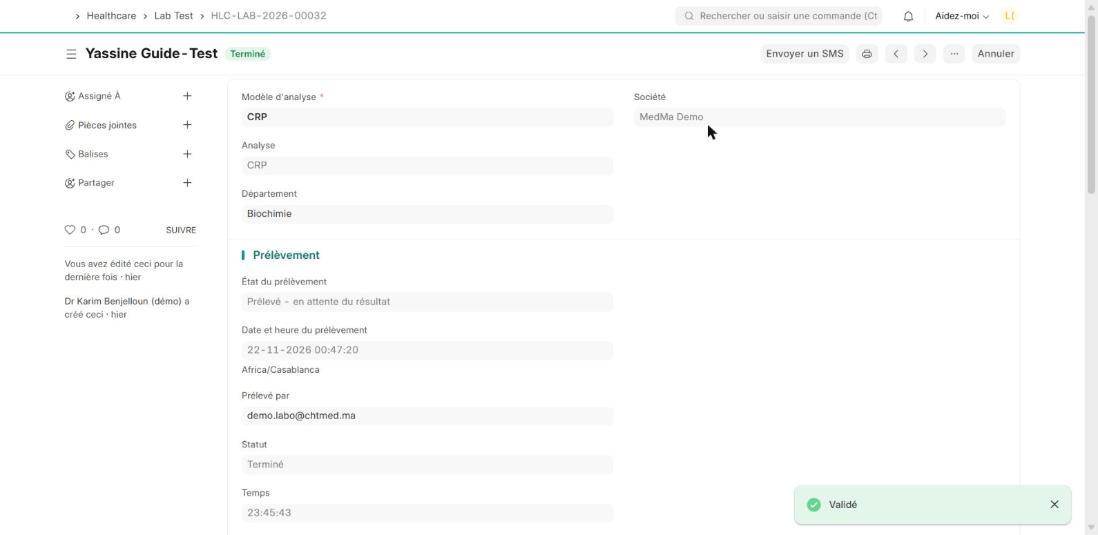 Healthcare Lab Test HLC-LAB-2026-00032
Rechercher ou saisir une commande (Ct
Aidez-moi
L(
Yassine Guide-Test Terminé
Envoyer un SMS
Annuler
Assigné À
Pièces jointes
Balises
Partager
0 · 0 SUIVRE
Vous avez édité ceci pour la
dernière fois · hier
Dr Karim Benjelloun (démo) a
créé ceci · hier
Modèle d'analyse *
CRP
Société
MedMa Demo
Analyse
CRP
Département
Biochimie
Prélèvement
État du prélèvement
Prélevé - en attente du résultat
Date et heure du prélèvement
22-11-2026 00:47:20
Africa/Casablanca
Prélevé par
demo.labo@chtmed.ma
Statut
Terminé
Temps
23:45:43
Validé